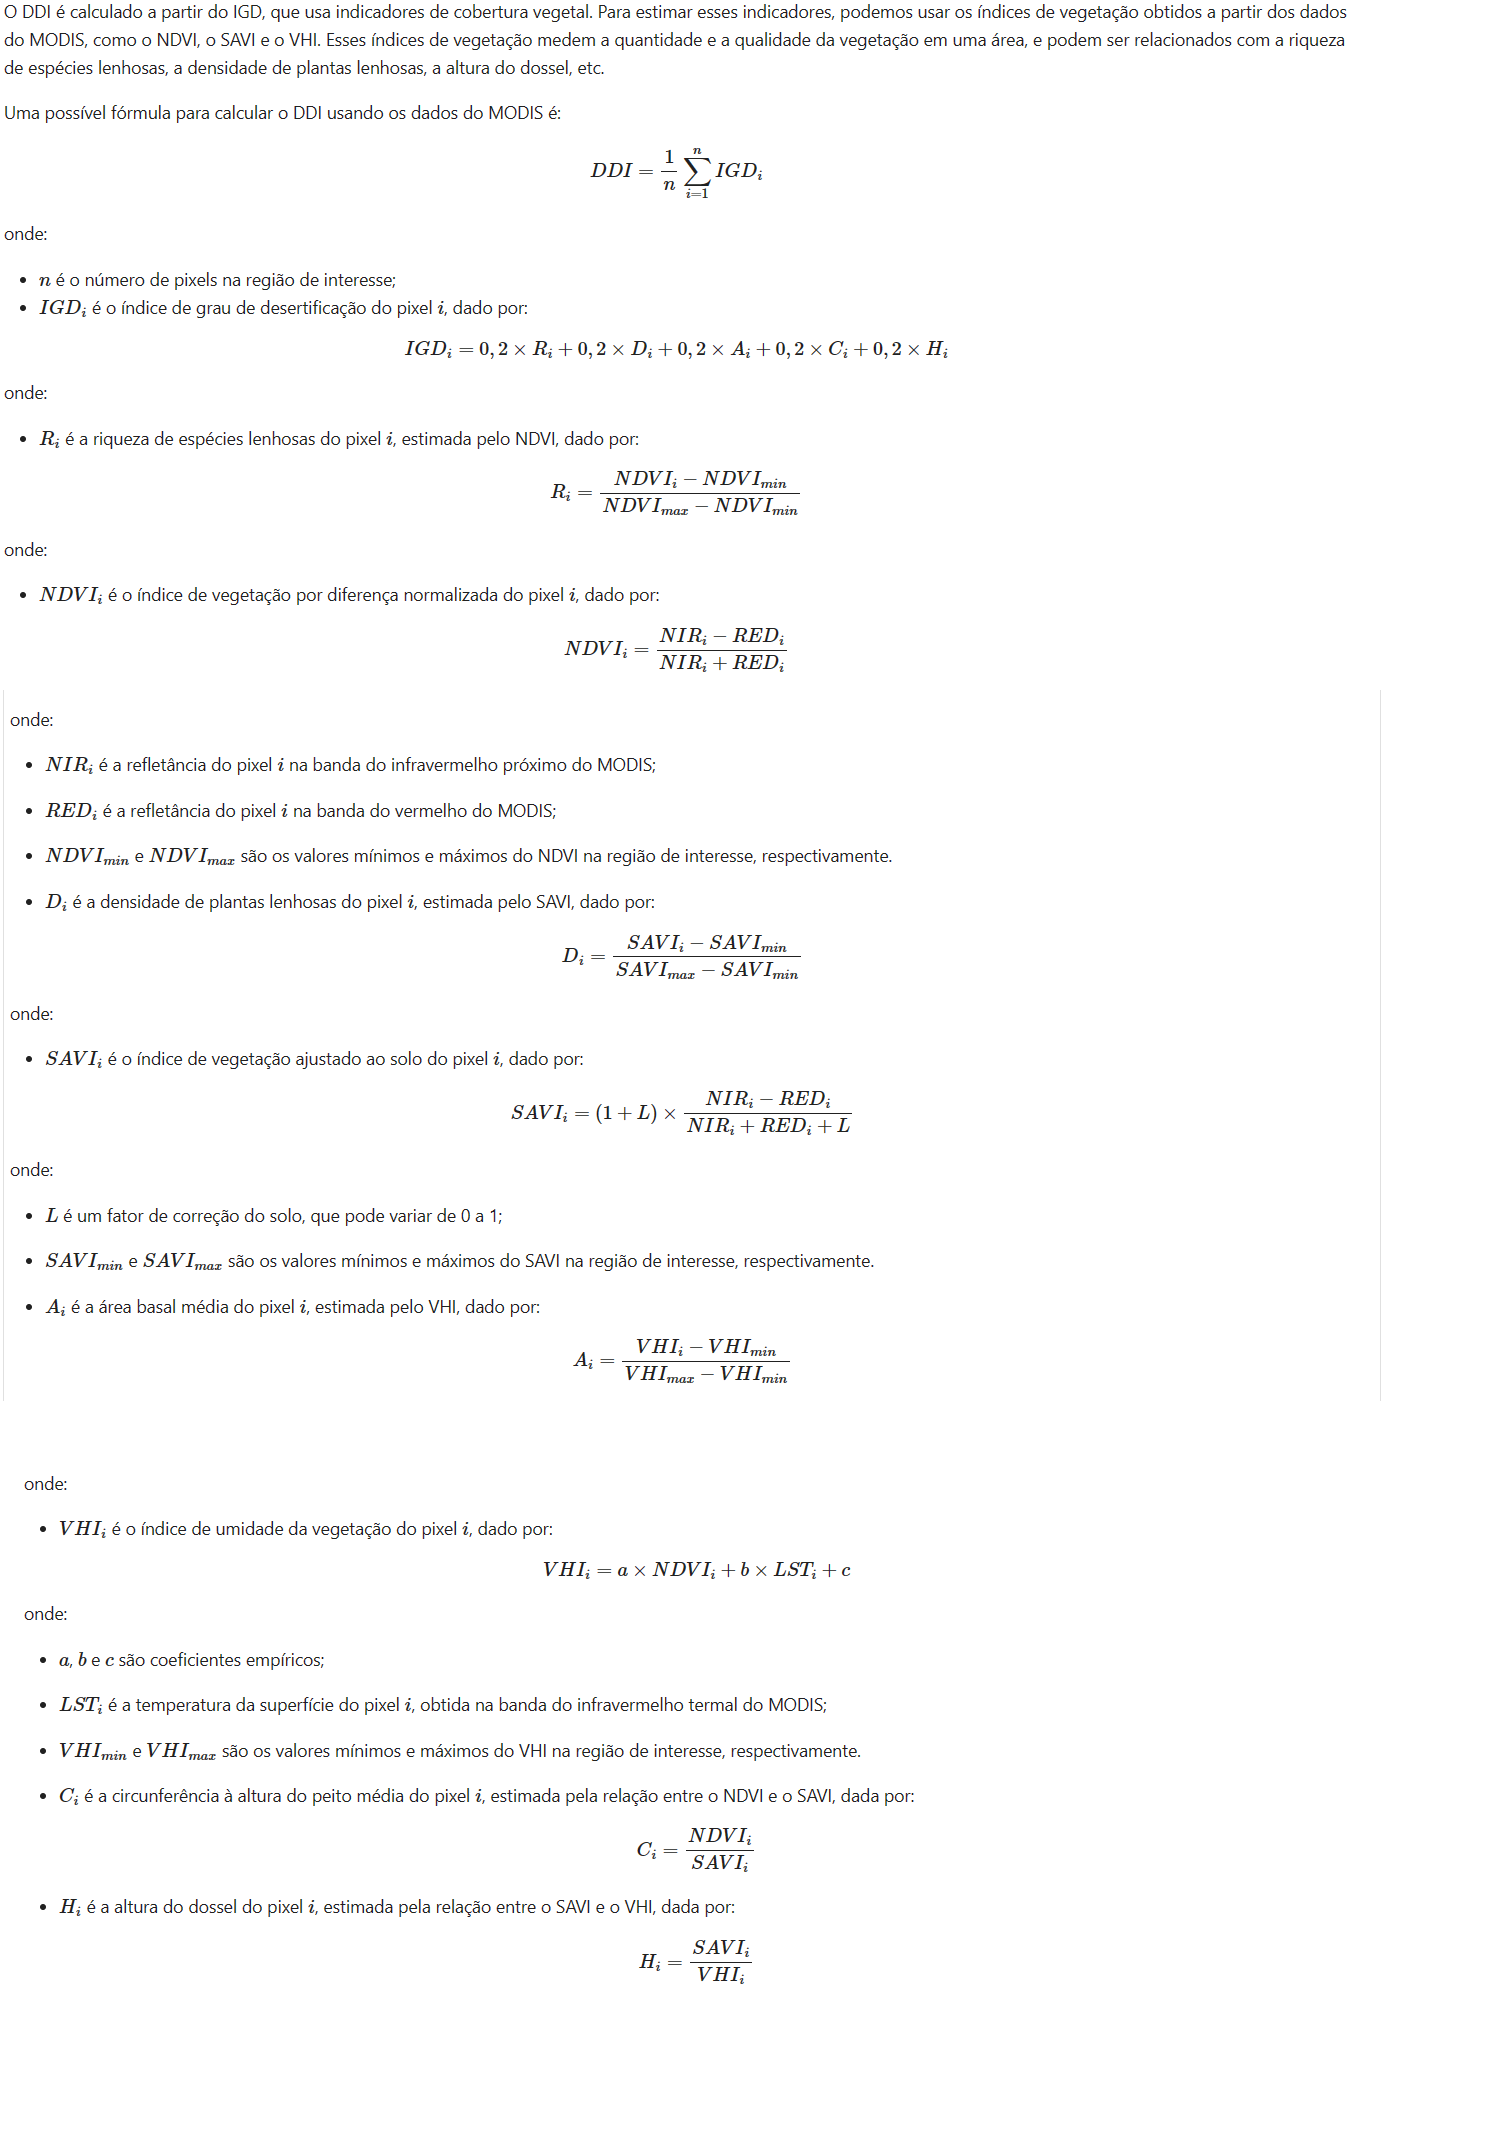 O DDI é calculado a partir do IGD, que usa indicadores de cobertura vegetal. Para estimar esses indicadores, podemos usar os índices de vegetação obtidos a partir dos dados
do MODIS, como o NDVI, o SAVI e o VHI. Esses índices de vegetação medem a quantidade e a qualidade da vegetação em uma área, e podem ser relacionados com a riqueza
de espécies lenhosas, a densidade de plantas lenhosas, a altura do dossel, etc.
Uma possível fórmula para calcular o DDI usando os dados do MODIS é:
$DDI = \frac{1}{n} \sum_{i=1}^{n} IGD_i$
onde:
• $n$ é o número de pixels na região de interesse;
• $IGD_i$ é o índice de grau de desertificação do pixel $i$, dado por:
$IGD_i = 0,2 \times R_i + 0,2 \times D_i + 0,2 \times A_i + 0,2 \times C_i + 0,2 \times H_i$
onde:
• $R_i$ é a riqueza de espécies lenhosas do pixel $i$, estimada pelo NDVI, dado por:
$R_i = \frac{NDVI_i - NDVI_{min}}{NDVI_{max} - NDVI_{min}}$
onde:
• $NDVI_i$ é o índice de vegetação por diferença normalizada do pixel $i$, dado por:
$NDVI_i = \frac{NIR_i - RED_i}{NIR_i + RED_i}$
onde:
• $NIR_i$ é a refletância do pixel $i$ na banda do infravermelho próximo do MODIS;
• $RED_i$ é a refletância do pixel $i$ na banda do vermelho do MODIS;
• $NDVI_{min}$ e $NDVI_{max}$ são os valores mínimos e máximos do NDVI na região de interesse, respectivamente.
• $D_i$ é a densidade de plantas lenhosas do pixel $i$, estimada pelo SAVI, dado por:
$D_i = \frac{SAVI_i - SAVI_{min}}{SAVI_{max} - SAVI_{min}}$
onde:
• $SAVI_i$ é o índice de vegetação ajustado ao solo do pixel $i$, dado por:
$SAVI_i = (1 + L) \times \frac{NIR_i - RED_i}{NIR_i + RED_i + L}$
onde:
• $L$ é um fator de correção do solo, que pode variar de 0 a 1;
• $SAVI_{min}$ e $SAVI_{max}$ são os valores mínimos e máximos do SAVI na região de interesse, respectivamente.
• $A_i$ é a área basal média do pixel $i$, estimada pelo VHI, dado por:
$A_i = \frac{VHI_i - VHI_{min}}{VHI_{max} - VHI_{min}}$
onde:
• $VHI_i$ é o índice de umidade da vegetação do pixel $i$, dado por:
$VHI_i = a \times NDVI_i + b \times LST_i + c$
onde:
• $a$, $b$ e $c$ são coeficientes empíricos;
• $LST_i$ é a temperatura da superfície do pixel $i$, obtida na banda do infravermelho termal do MODIS;
• $VHI_{min}$ e $VHI_{max}$ são os valores mínimos e máximos do VHI na região de interesse, respectivamente.
• $C_i$ é a circunferência à altura do peito média do pixel $i$, estimada pela relação entre o NDVI e o SAVI, dada por:
$C_i = \frac{NDVI_i}{SAVI_i}$
• $H_i$ é a altura do dossel do pixel $i$, estimada pela relação entre o SAVI e o VHI, dada por:
$H_i = \frac{SAVI_i}{VHI_i}$